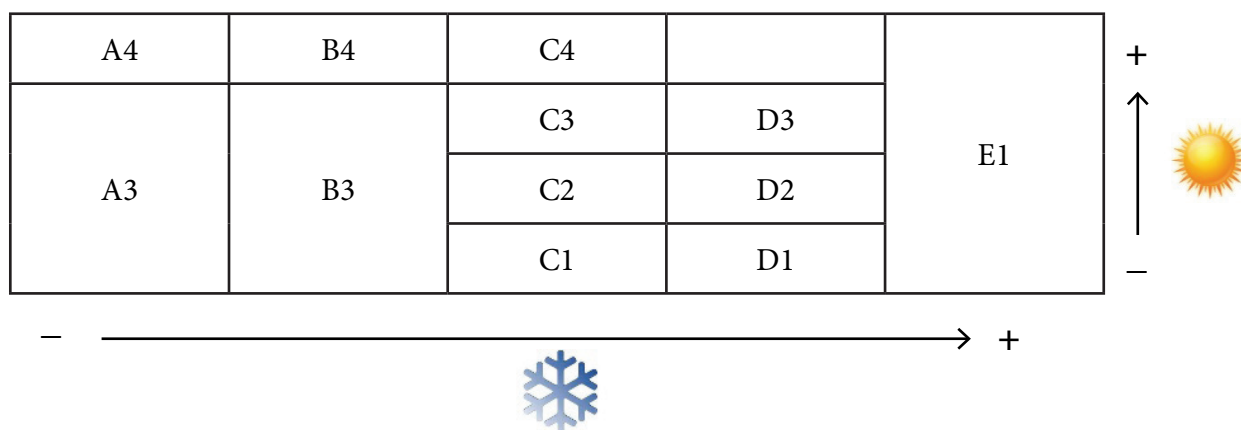 A4 B4 C4
+
C3 D3
E1
A3 B3 C2 D2
C1 D1
–
– +